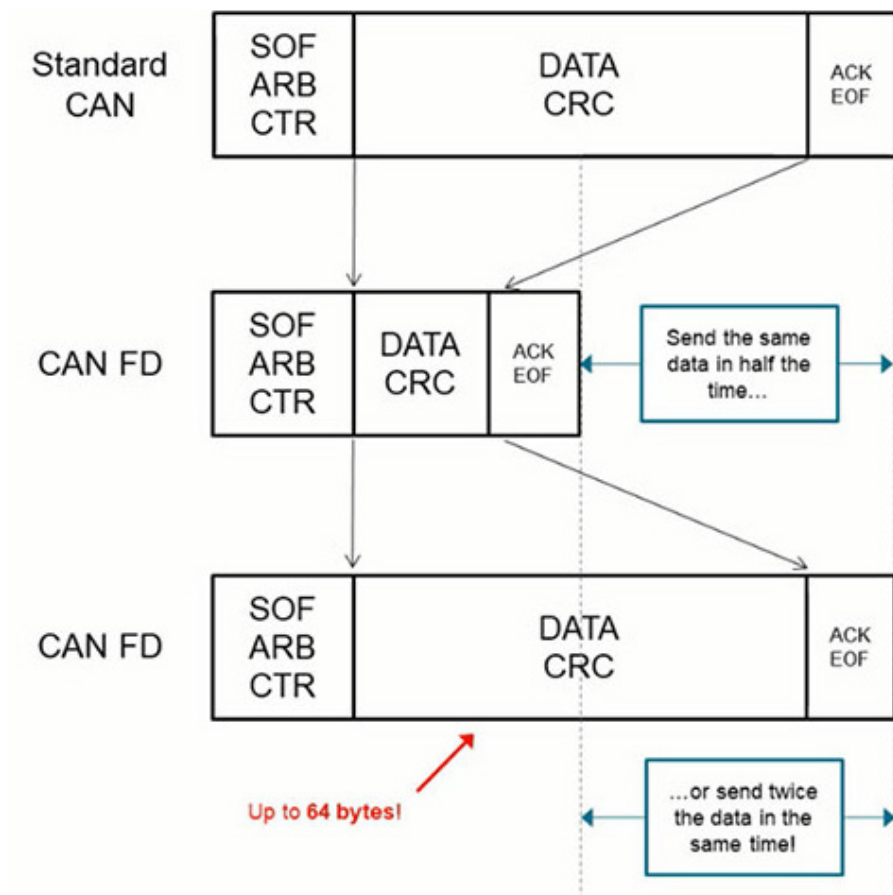 Standard
CAN
SOF
ARB
CTR
DATA
CRC
ACK
EOF
CAN FD
SOF
ARB
CTR
DATA
CRC
ACK
EOF
Send the same
data in half the
time...
CAN FD
SOF
ARB
CTR
DATA
CRC
ACK
EOF
Up to 64 bytes!
...or send twice
the data in the
same time!